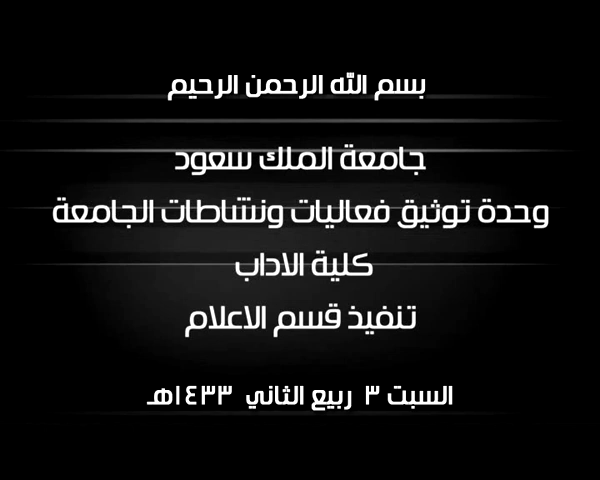 بسم الله الرحمن الرحيم
جامعة الملك سعود
وحدة توثيق فعاليات ونشاطات الجامعة
كلية الاداب
تنفيذ قسم الاعلام
السبت ٣ ربيع الثاني ١٤٣٣هـ